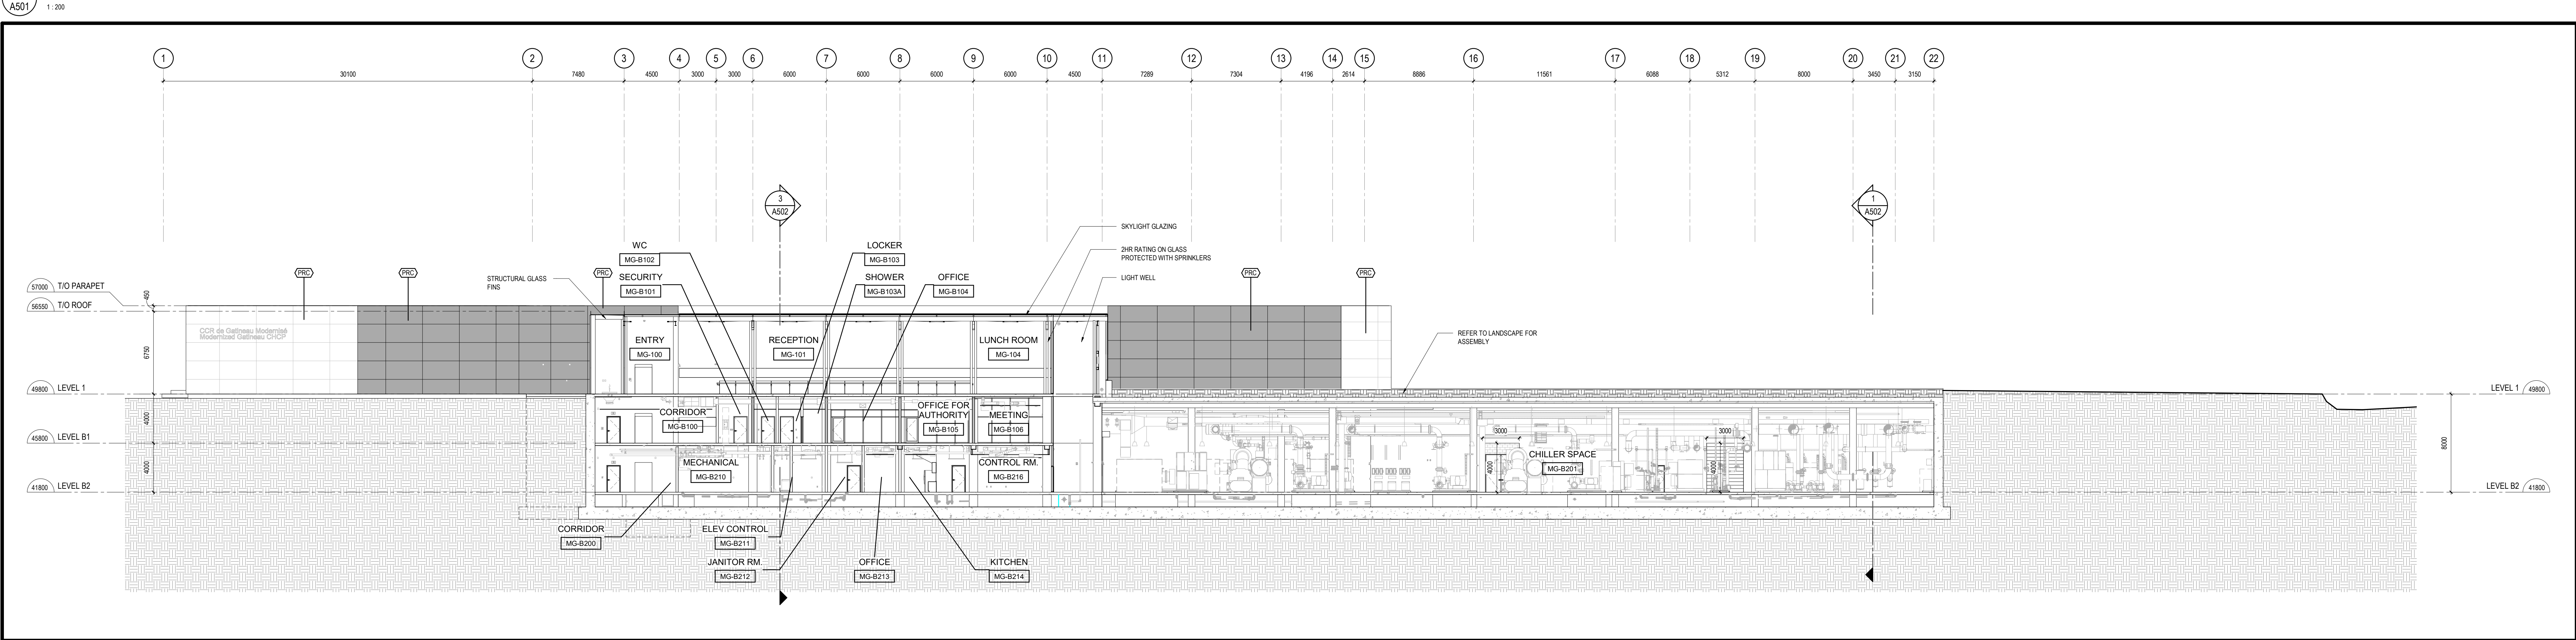 A501
1 : 200
1
2
3
4
5
6
7
8
9
10
11
12
13
14
15
16
17
18
19
20
21
22
30100
7480
4500
3000
3000
6000
6000
6000
6000
4500
7289
7304
4196
2614
8886
11561
6088
5312
8000
3450
3150
3
A502
1
A502
SKYLIGHT GLAZING
2HR RATING ON GLASS
PROTECTED WITH SPRINKLERS
LIGHT WELL
WC
MG-B102
SECURITY
MG-B101
LOCKER
MG-B103
SHOWER
MG-B103A
OFFICE
MG-B104
STRUCTURAL GLASS
FINS
PRC
PRC
PRC
PRC
PRC
57000
T/O PARAPET
56550
T/O ROOF
450
6750
CCR de Gatineau Modernisé
Modernized Gatineau CHCP
ENTRY
MG-100
RECEPTION
MG-101
LUNCH ROOM
MG-104
REFER TO LANDSCAPE FOR
ASSEMBLY
49800
LEVEL 1
LEVEL 1
49800
4000
CORRIDOR
MG-B100
OFFICE FOR
AUTHORITY
MG-B105
MEETING
MG-B106
45800
LEVEL B1
4000
8000
3000
3000
4000
4000
MECHANICAL
MG-B210
CONTROL RM.
MG-B216
CHILLER SPACE
MG-B201
41800
LEVEL B2
LEVEL B2
41800
CORRIDOR
MG-B200
ELEV CONTROL
MG-B211
JANITOR RM.
MG-B212
OFFICE
MG-B213
KITCHEN
MG-B214